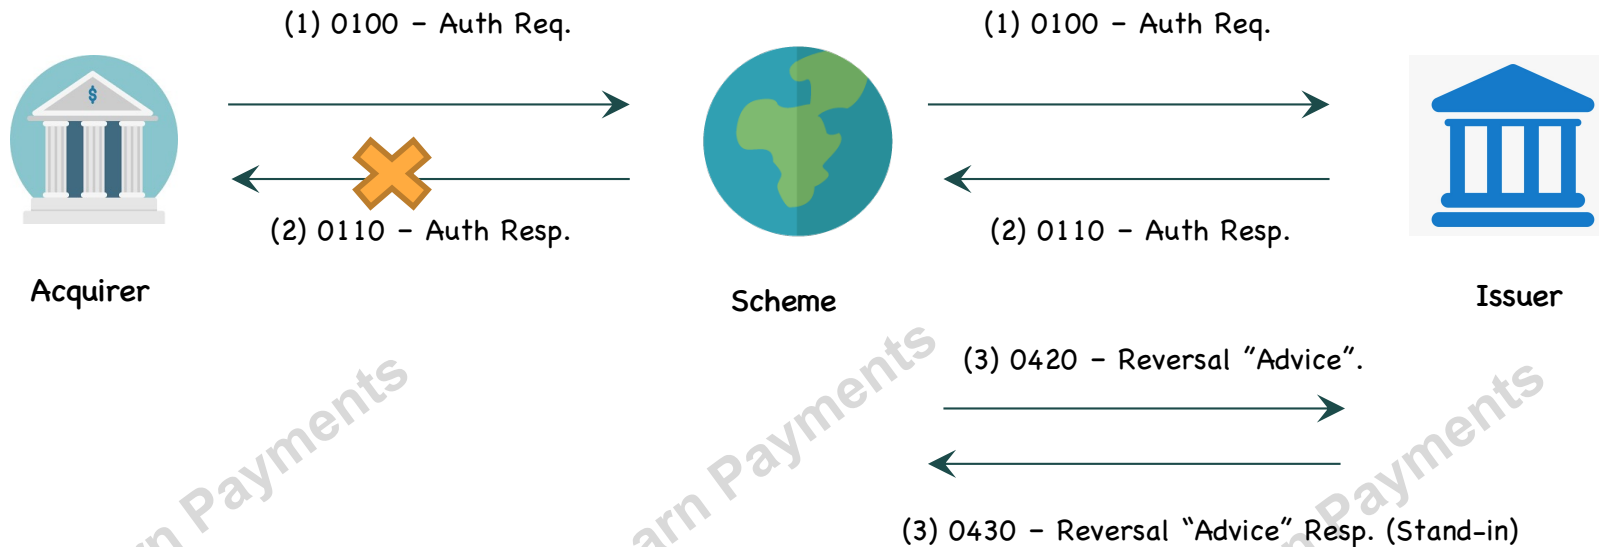 (1) 0100 – Auth Req.
(1) 0100 – Auth Req.
$
(2) 0110 – Auth Resp.
(2) 0110 – Auth Resp.
Acquirer
Scheme
Issuer
(3) 0420 – Reversal “Advice”.
Payments
Payments
Payments
(3) 0430 – Reversal “Advice” Resp. (Stand-in)